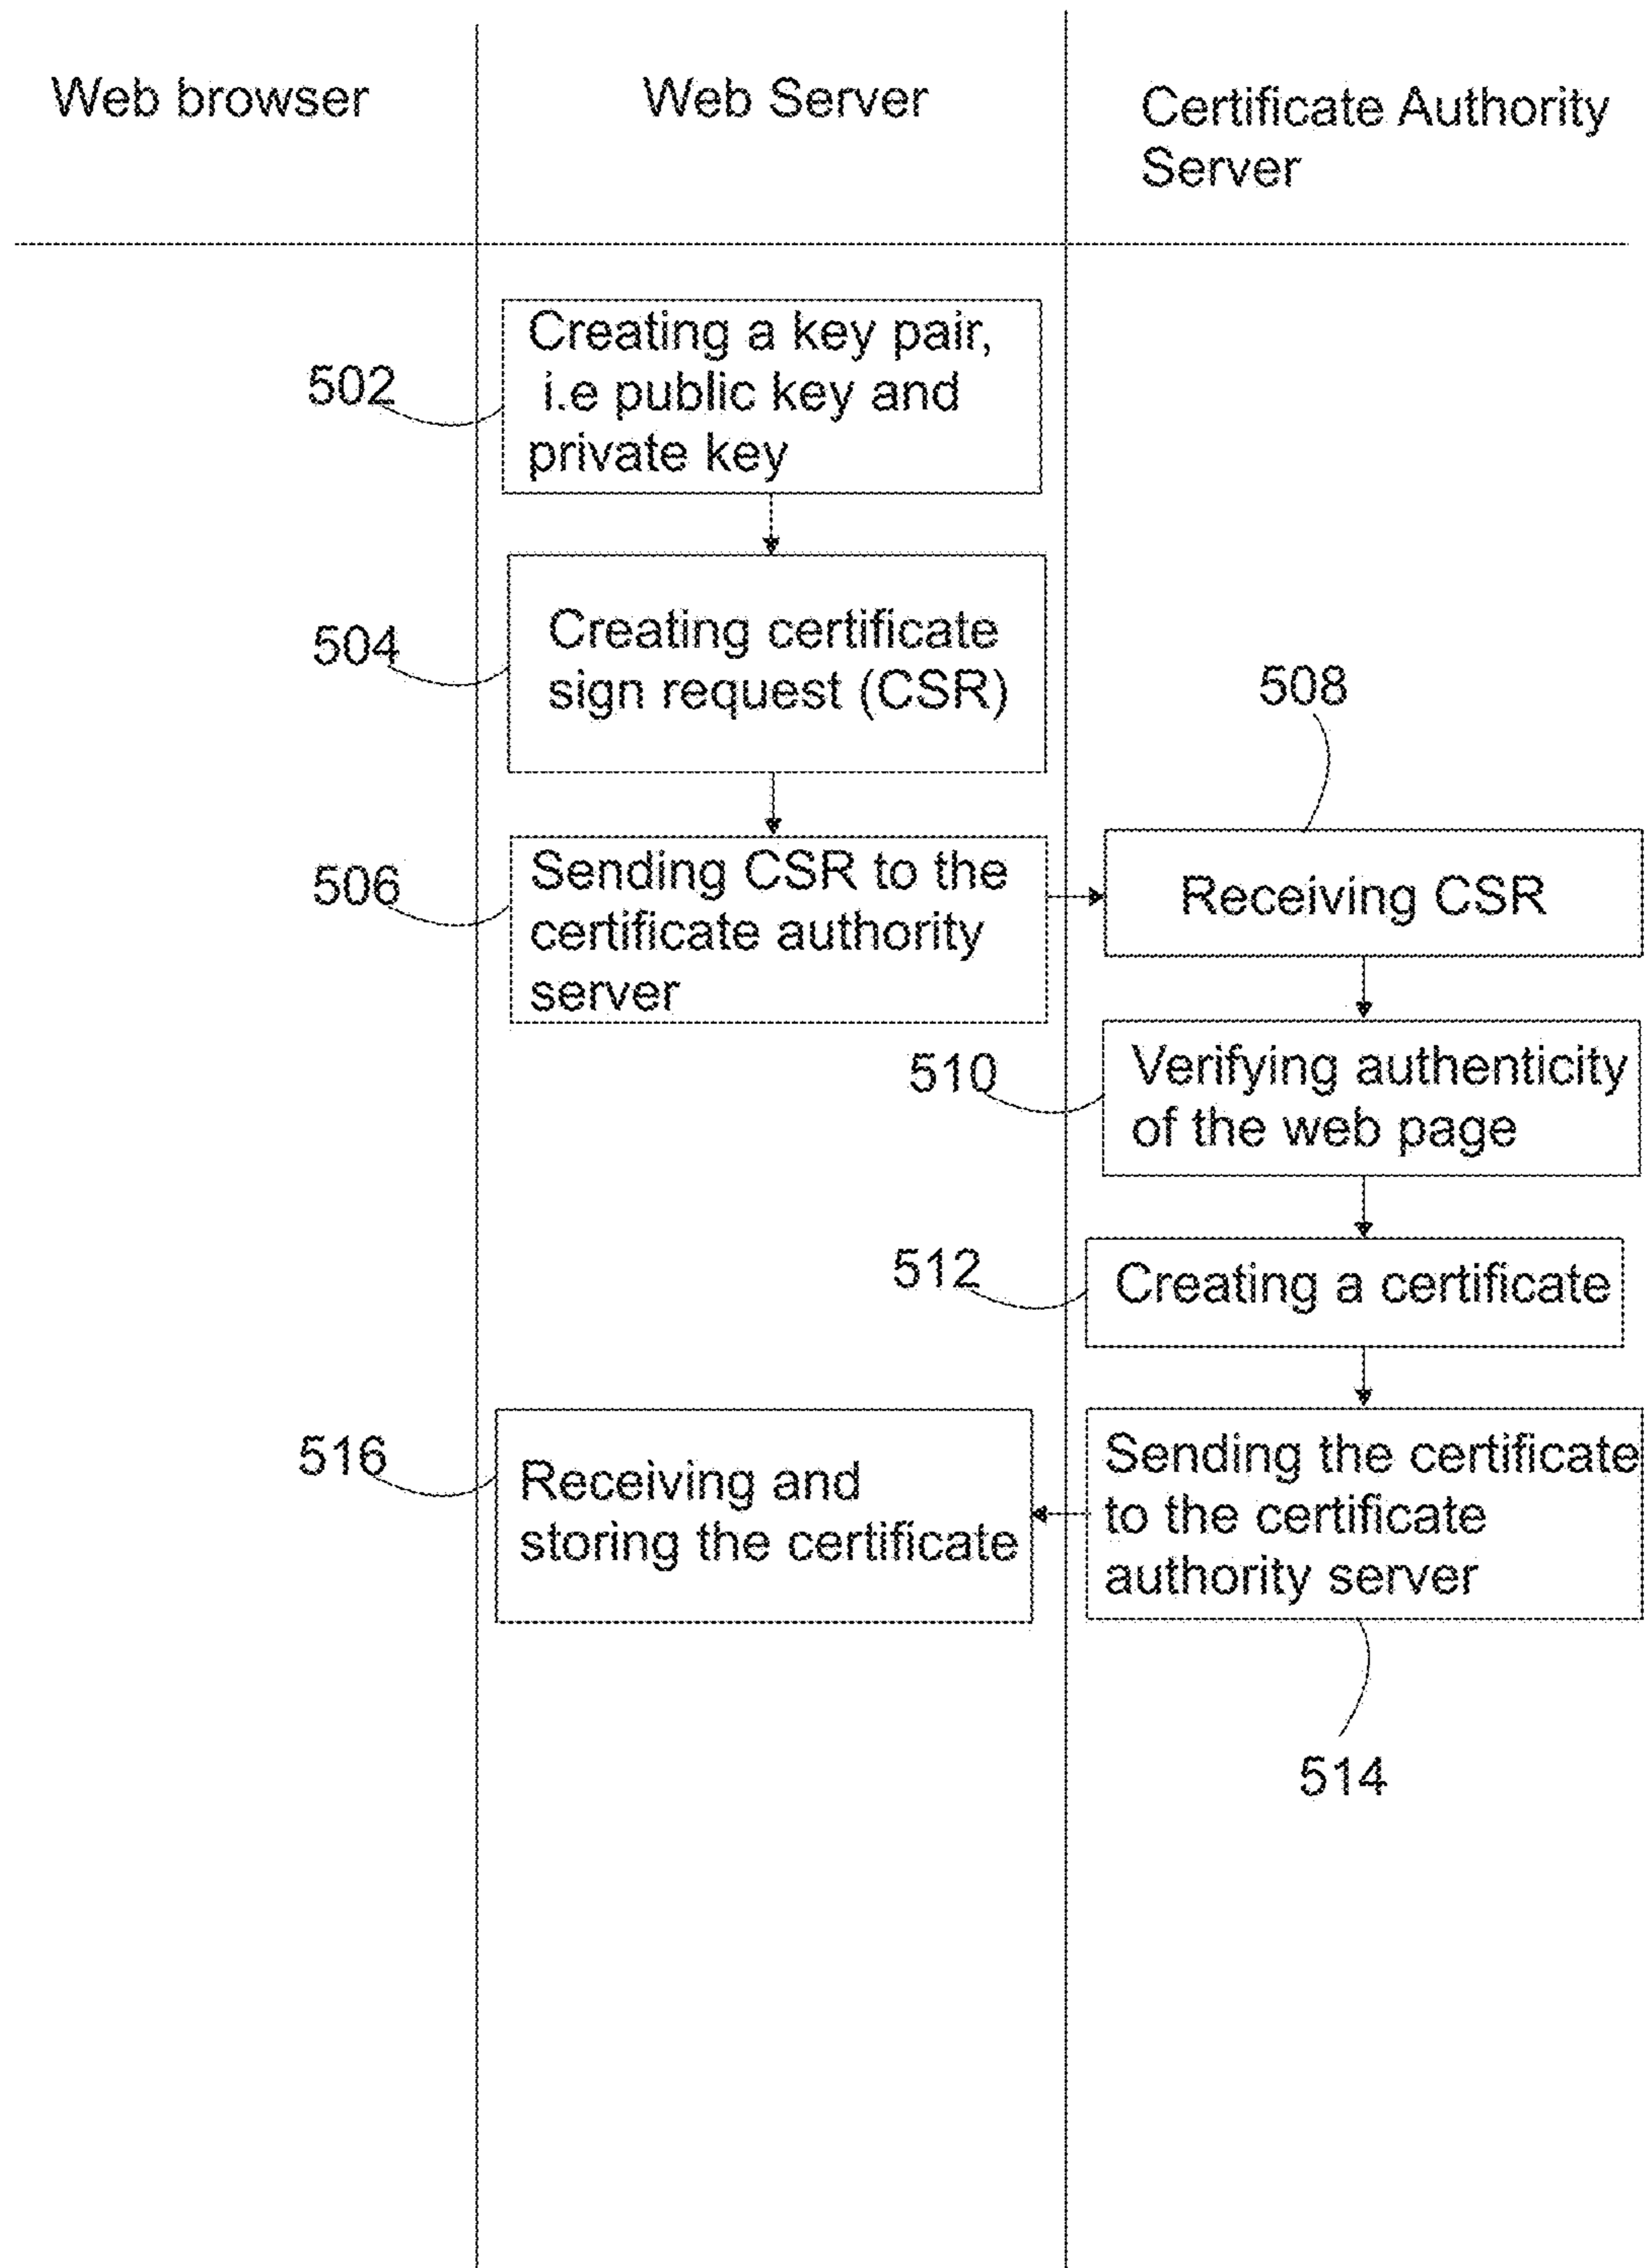 Web browser
Web Server
Certificate Authority
Server
502
Creating a key pair,
i.e public key and
private key
504
Creating certificate
sign request (CSR)
508
506
Sending CSR to the
certificate authority
server
Receiving CSR
510
Verifying authenticity
of the web page
512
Creating a certificate
516
Receiving and
storing the certificate
Sending the certificate
to the certificate
authority server
514